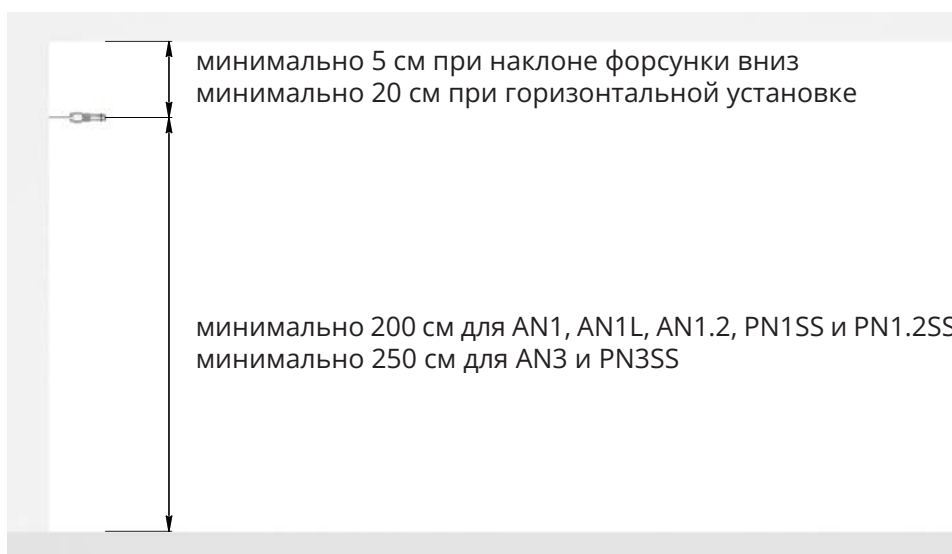 минимально 5 см при наклоне форсунки вниз
минимально 20 см при горизонтальной установке
минимально 200 см для AN1, AN1L, AN1.2, PN1SS и PN1.2SS
минимально 250 см для AN3 и PN3SS